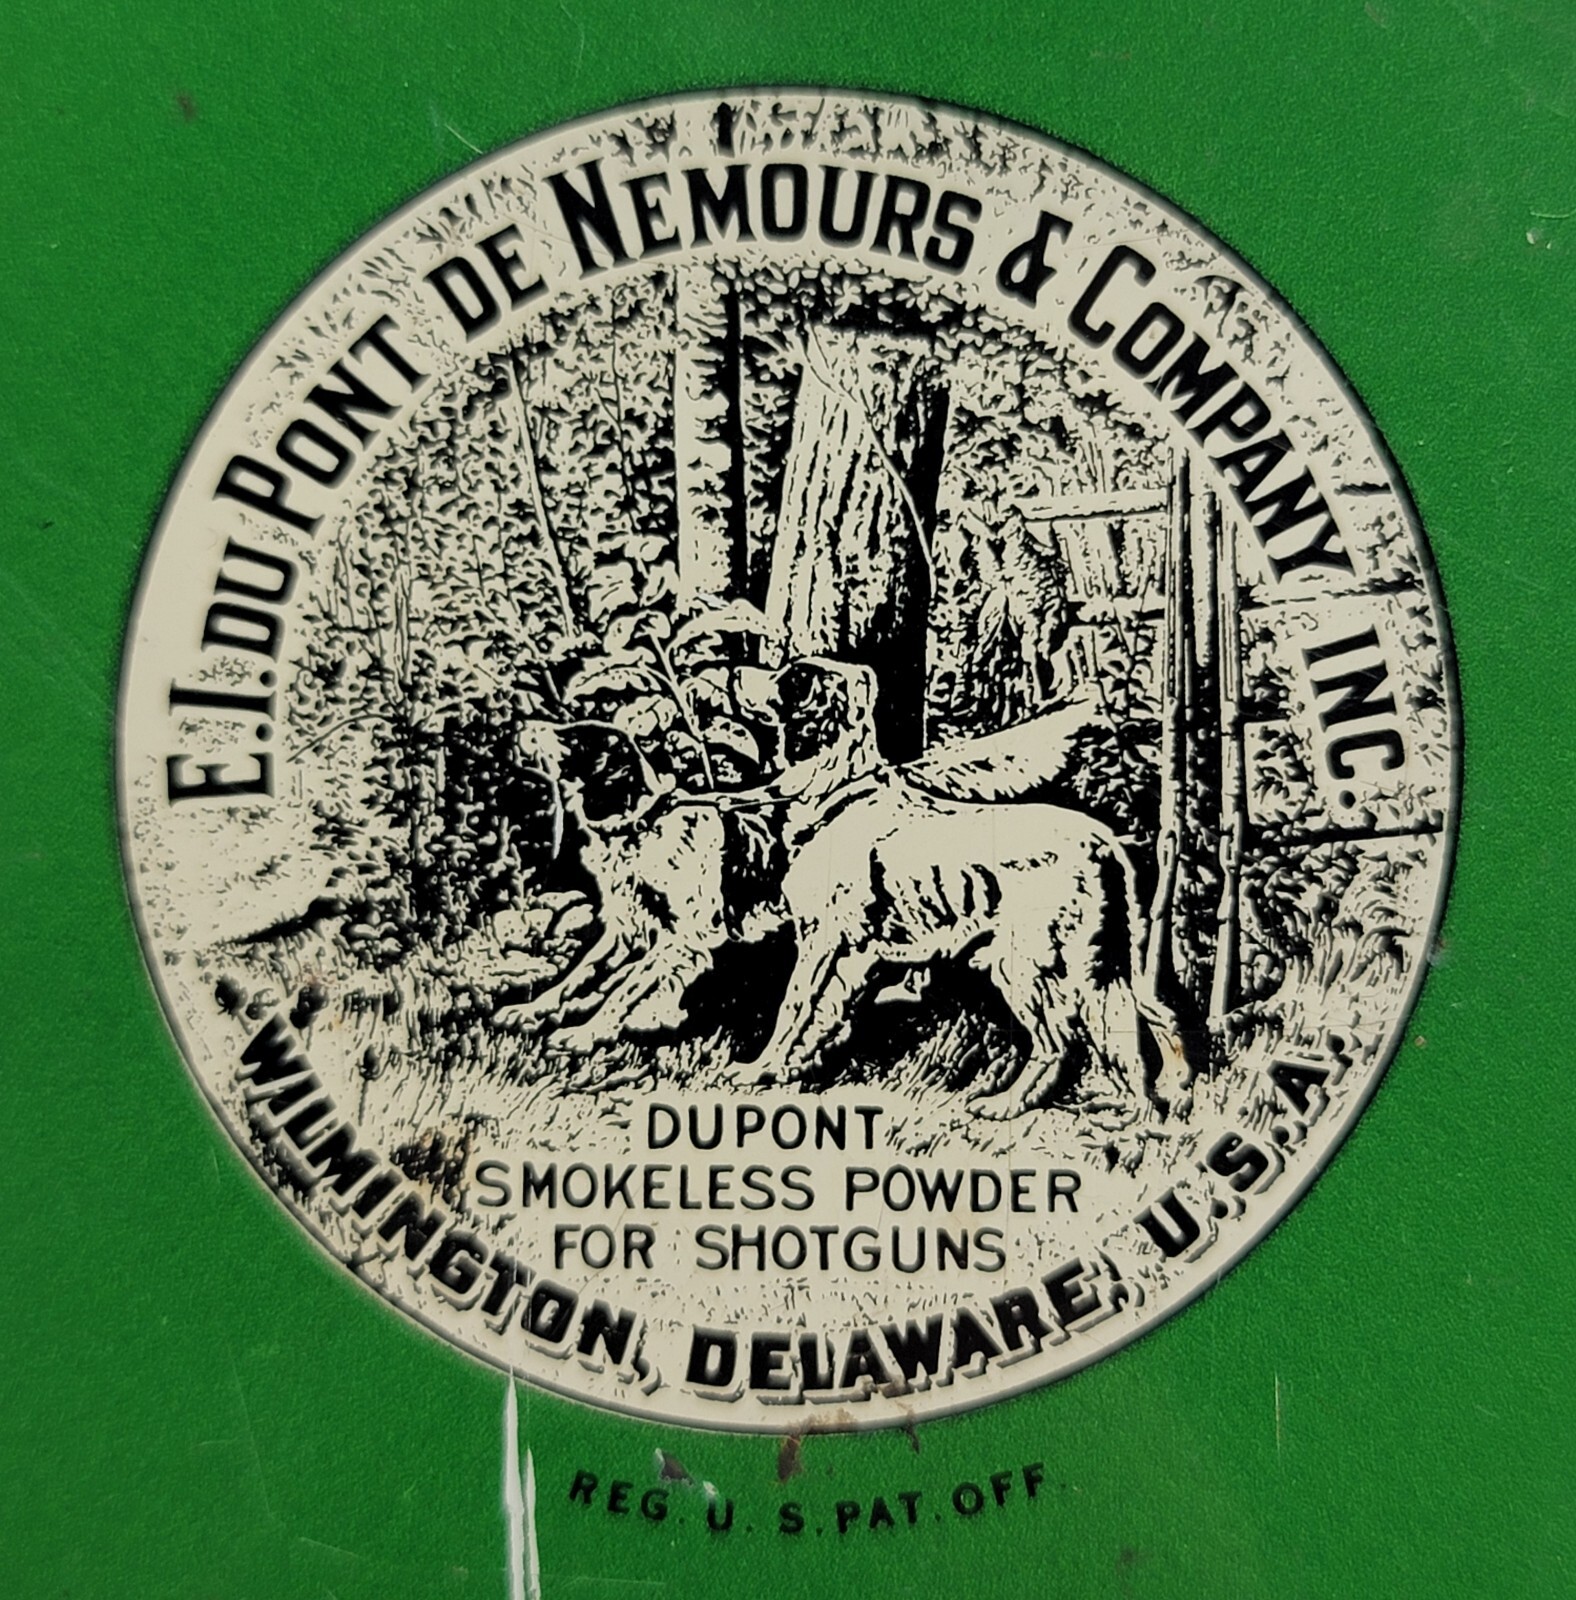 E.I. DU PONT DE NEMOURS & COMPANY INC.
DUPONT
SMOKELESS POWDER
FOR SHOTGUNS
WILMINGTON, DELAWARE, U.S.A.
REG. U. S. PAT. OFF.